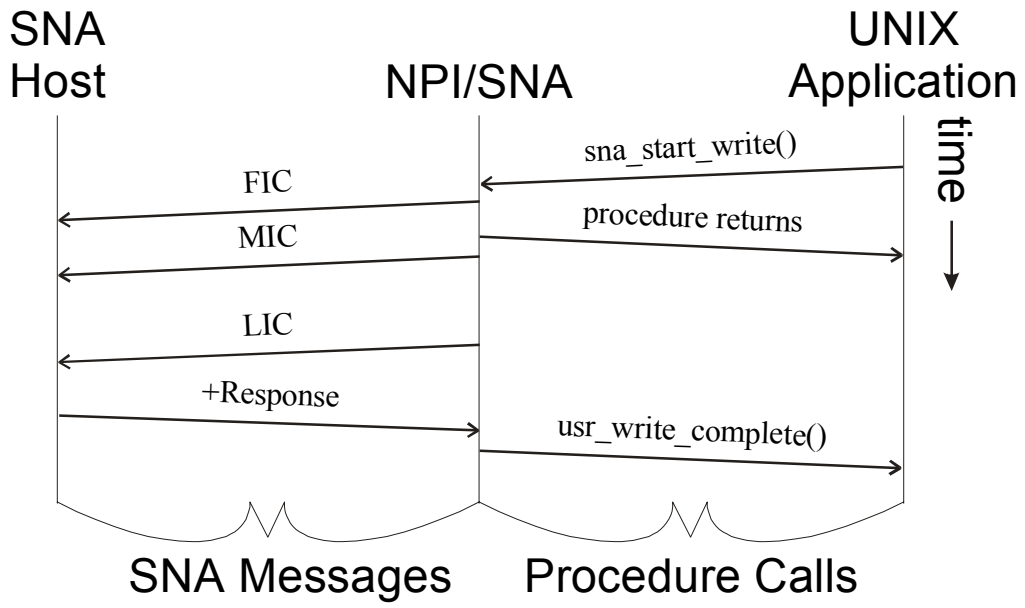 SNA
Host
NPI/SNA
UNIX
Application
time
sna_start_write()
FIC
procedure returns
MIC
LIC
+Response
usr_write_complete()
SNA Messages
Procedure Calls